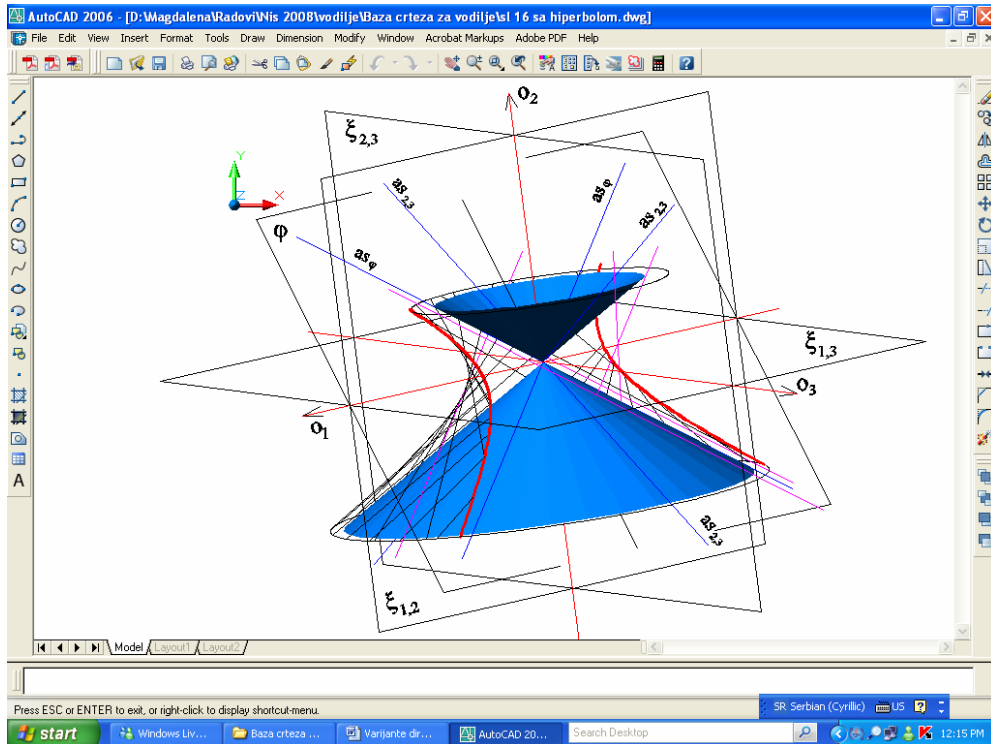 AutoCAD 2006 - [D:\Magdalena\Radovi\Nis 2008\vodilje\Baza crteza za vodilje\sl 16 sa hiperbolom.dwg]
File Edit View Insert Format Tools Draw Dimension Modify Window Acrobat Markups Adobe PDF Help
o₂
ξ₂,₃
Y
Z X
as₂,₃
asφ
as₂,₃
φ
asφ
ξ₁,₃
o₃
o₁
as₂,₃
ξ₁,₂
A
Model Layout1 Layout2
Press ESC or ENTER to exit, or right-click to display shortcut-menu.
SR Serbian (Cyrillic) US
start Windows Liv... Baza crteza ... Varijante dir... AutoCAD 20... Search Desktop 12:15 PM